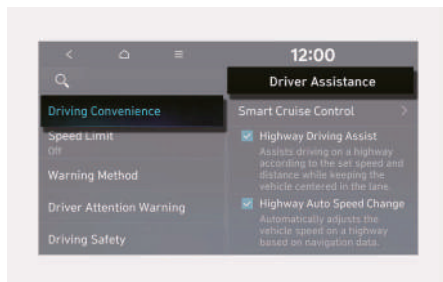 12:00
Driver Assistance
Driving Convenience
Speed Limit
Off
Warning Method
Driver Attention Warning
Driving Safety
Smart Cruise Control
Highway Driving Assist
Assists driving on a highway
according to the set speed and
distance while keeping the
vehicle centered in the lane.
Highway Auto Speed Change
Automatically adjusts the
vehicle speed on a highway
based on navigation data.